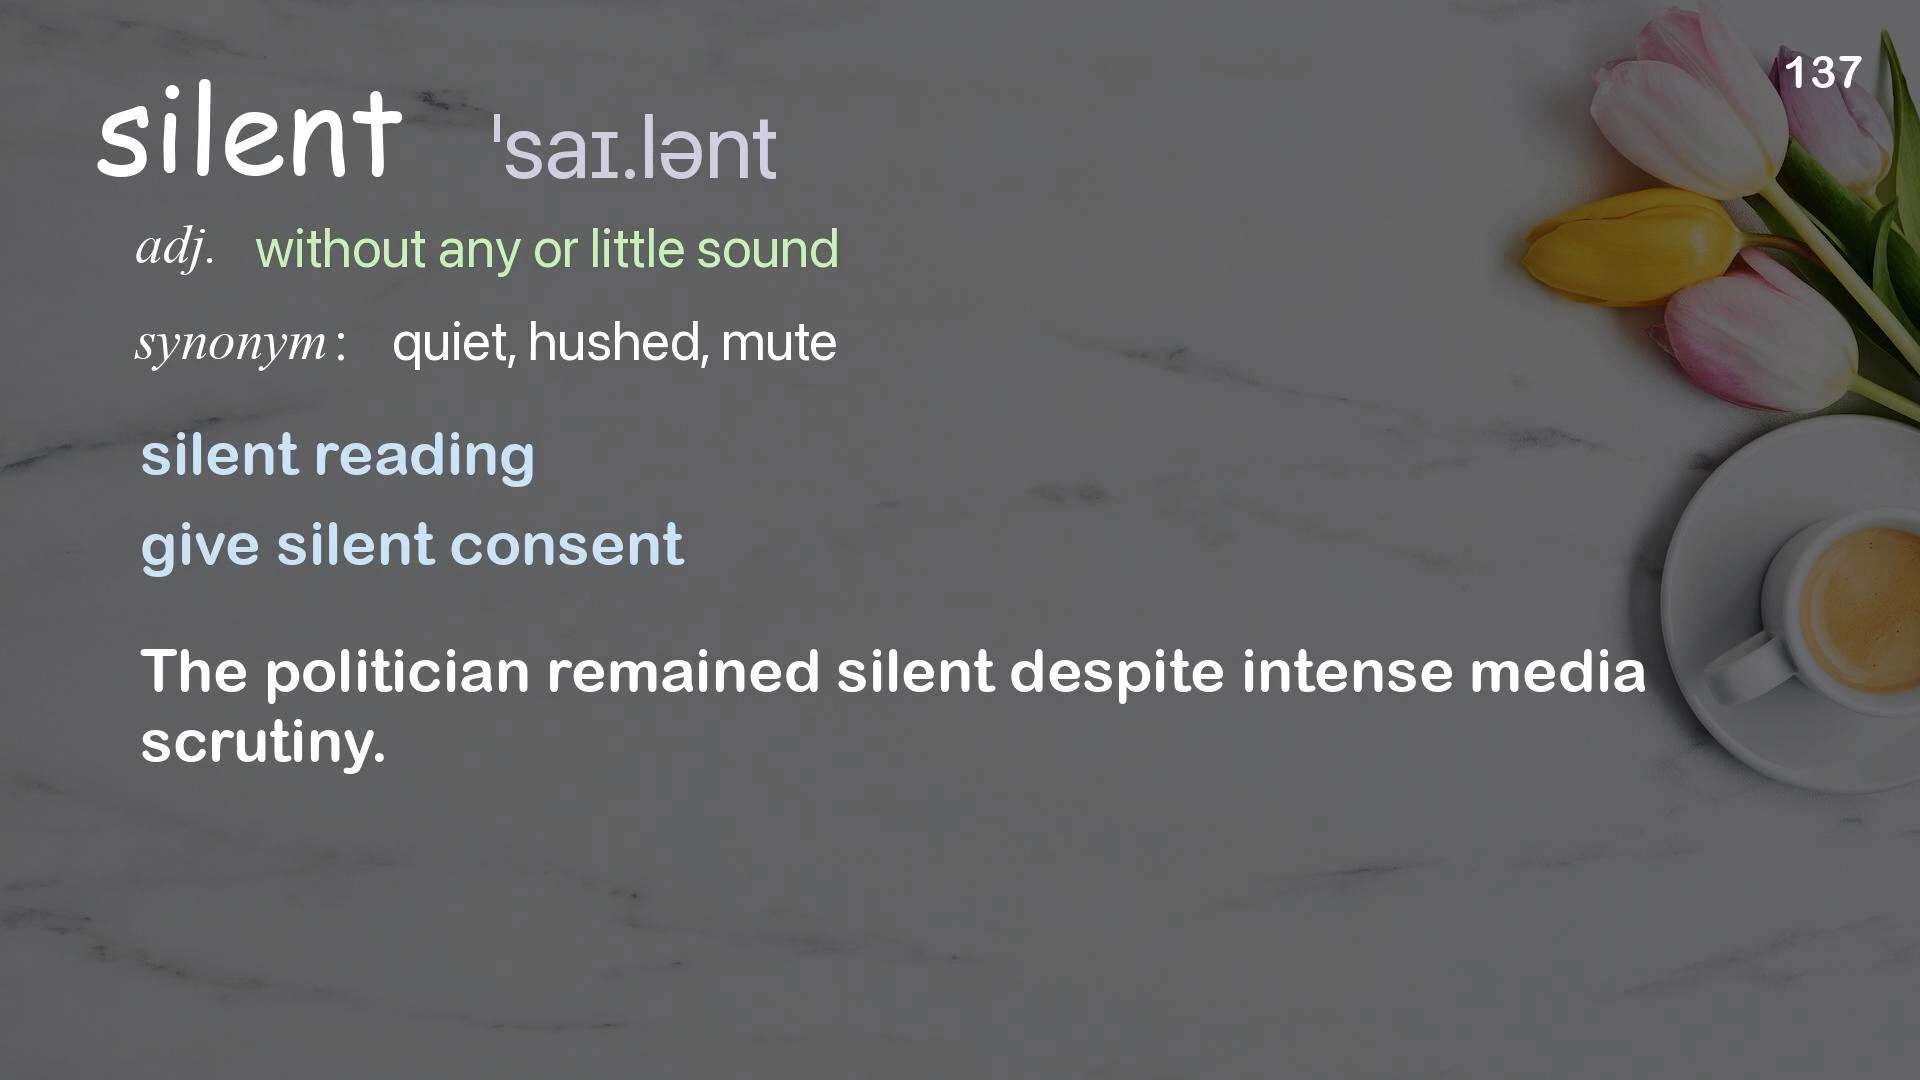 137
silent ˈsaɪ.lənt
adj. without any or little sound
synonym: quiet, hushed, mute
silent reading
give silent consent
The politician remained silent despite intense media
scrutiny.